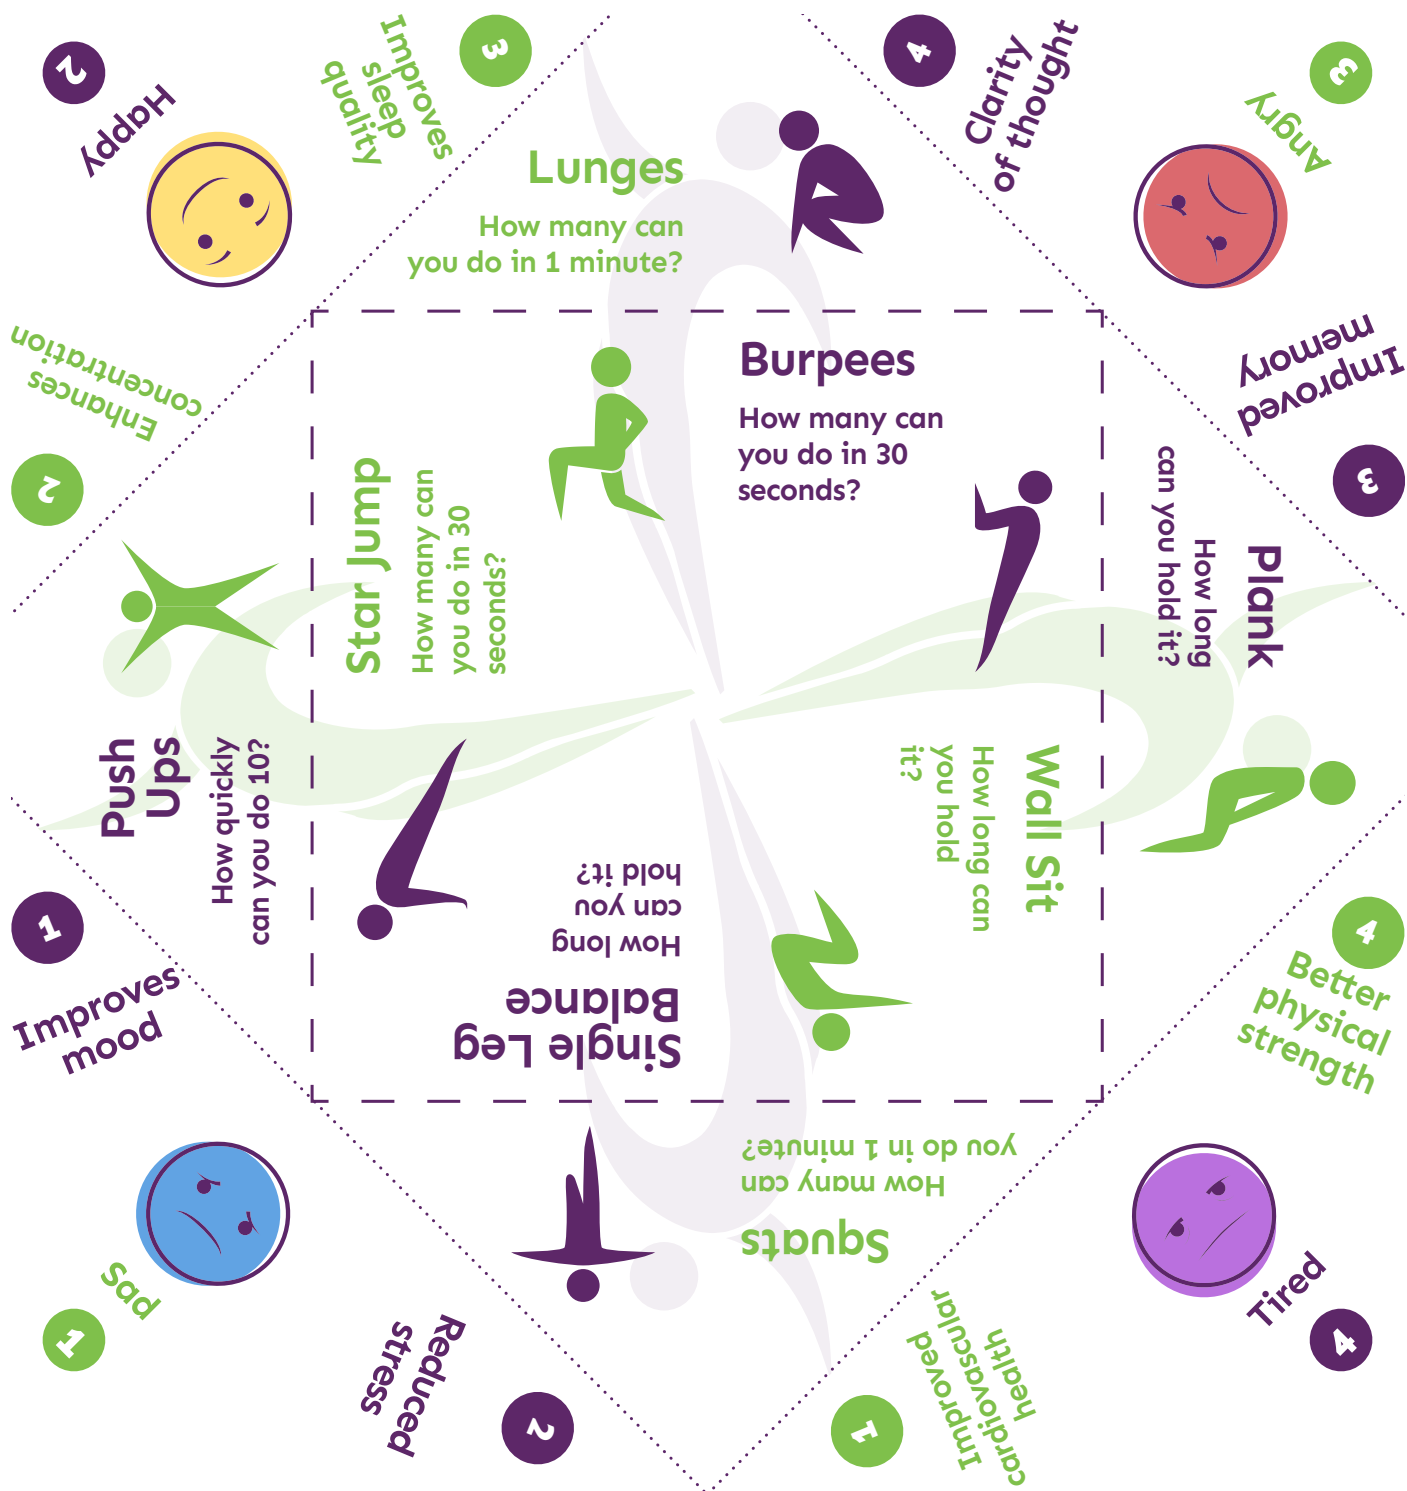 2
Happy
Improves
sleep
quality
3
4
Clarity
of thought
3
Angry
Lunges
How many can
you do in 1 minute?
Burpees
How many can
you do in 30
seconds?
Enhances
concentration
2
Improved
memory
3
Star Jump
How many can
you do in 30
seconds?
Plank
How long
can you hold it?
Push
Ups
How quickly
can you do 10?
Wall Sit
How long can
you hold
it?
Single Leg
Balance
How long
can you
hold it?
Squats
How many can
you do in 1 minute?
1
Improves
mood
4
Better
physical
strength
Sad
1
Reduced
stress
2
1
Improved
cardiovascular
health
Tired
4